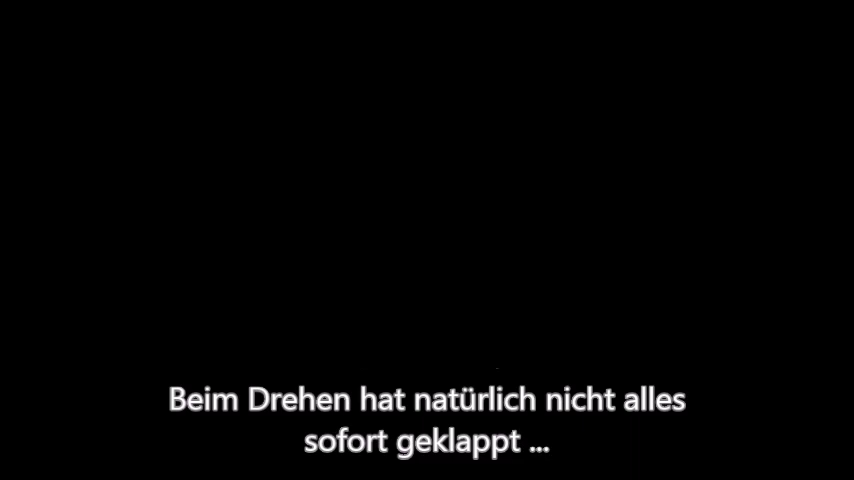 Beim Drehen hat natürlich nicht alles
sofort geklappt ...